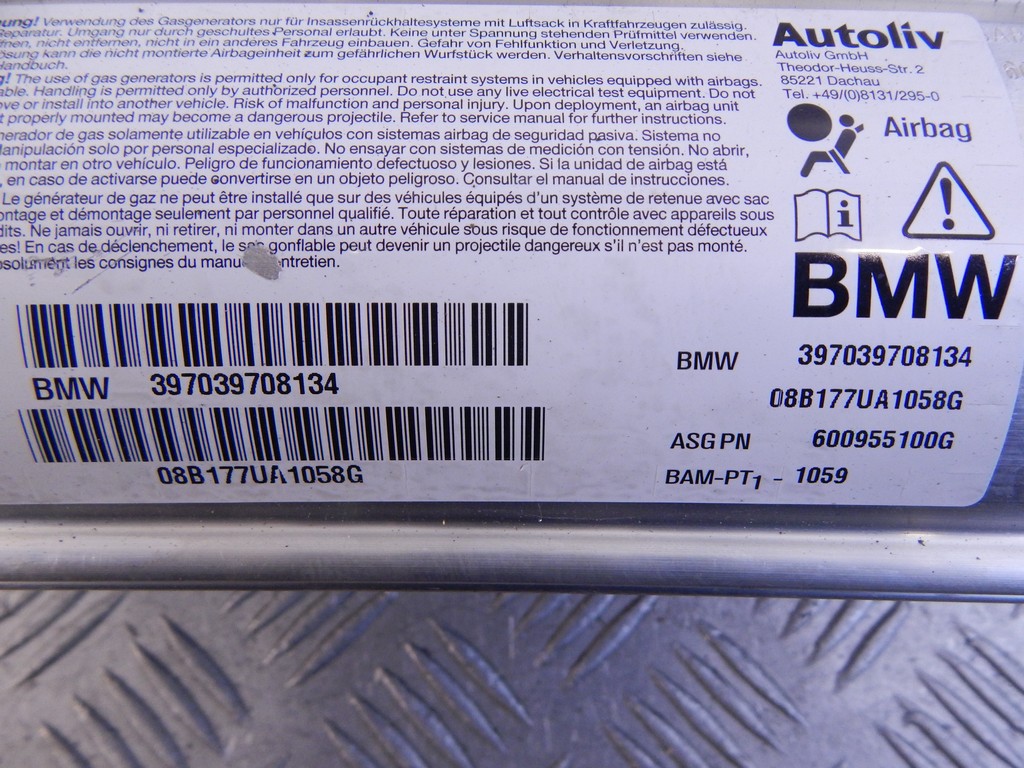 ung! Verwendung des Gasgenerators nur für Insassenrückhaltesysteme mit Luftsack in Kraftfahrzeugen zulässig.
Reparatur. Umgang nur durch geschultes Personal erlaubt. Keine unter Spannung stehenden Prüfmittel verwenden.
ffnen, nicht entfernen, nicht in ein anderes Fahrzeug einbauen. Gefahr von Fehlfunktion und Verletzung.
ösung kann die nicht montierte Airbageinheit zum gefährlichen Wurfstück werden. Verhaltensvorschriften siehe
Handbuch.
g! The use of gas generators is permitted only for occupant restraint systems in vehicles equipped with airbags.
able. Handling is permitted only by authorized personnel. Do not use any live electrical test equipment. Do not
ve or install into another vehicle. Risk of malfunction and personal injury. Upon deployment, an airbag unit
t properly mounted may become a dangerous projectile. Refer to service manual for further instructions.
nerador de gas solamente utilizable en vehículos con sistemas airbag de seguridad pasiva. Sistema no
Manipulación solo por personal especializado. No ensayar con sistemas de medición con tensión. No abrir,
montar en otro vehículo. Peligro de funcionamiento defectuoso y lesiones. Si la unidad de airbag está
, en caso de activarse puede convertirse en un objeto peligroso. Consultar el manual de instrucciones.
Le générateur de gaz ne peut être installé que sur des véhicules équipés d'un système de retenue avec sac
ontage et démontage seulement par personnel qualifié. Toute réparation et tout contrôle avec appareils sous
dits. Ne jamais ouvrir, ni retirer, ni monter dans un autre véhicule sous risque de fonctionnement défectueux
es! En cas de déclenchement, le sac gonflable peut devenir un projectile dangereux s'il n'est pas monté.
bsolument les consignes du manu entretien.
Autoliv
Autoliv GmbH
Theodor-Heuss-Str. 2
85221 Dachau
Tel. +49/(0)8131/295-0
Airbag
i
!
BMW
BMW 397039708134
08B177UA1058G
BMW 397039708134
08B177UA1058G
ASG PN 600955100G
BAM-PT1 - 1059